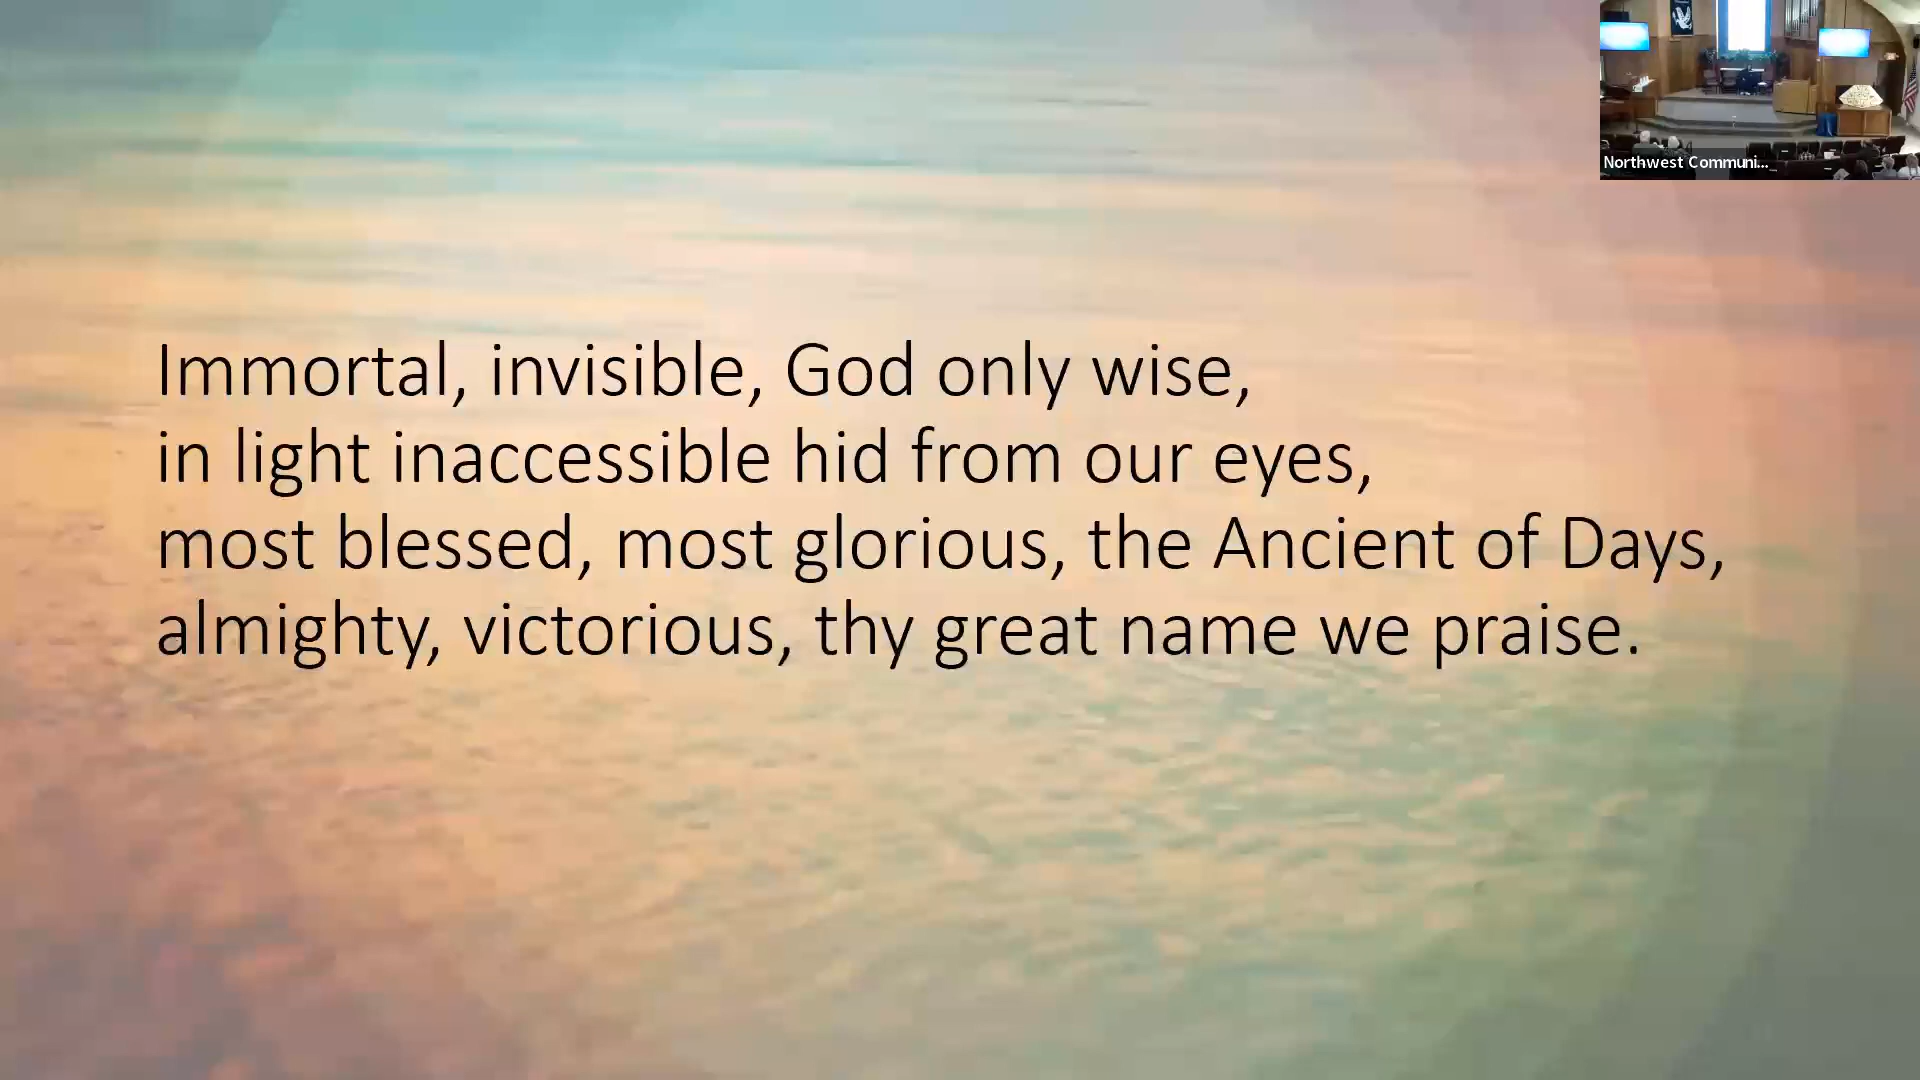 Immortal, invisible, God only wise,
in light inaccessible hid from our eyes,
most blessed, most glorious, the Ancient of Days,
almighty, victorious, thy great name we praise.
Northwest Communi...